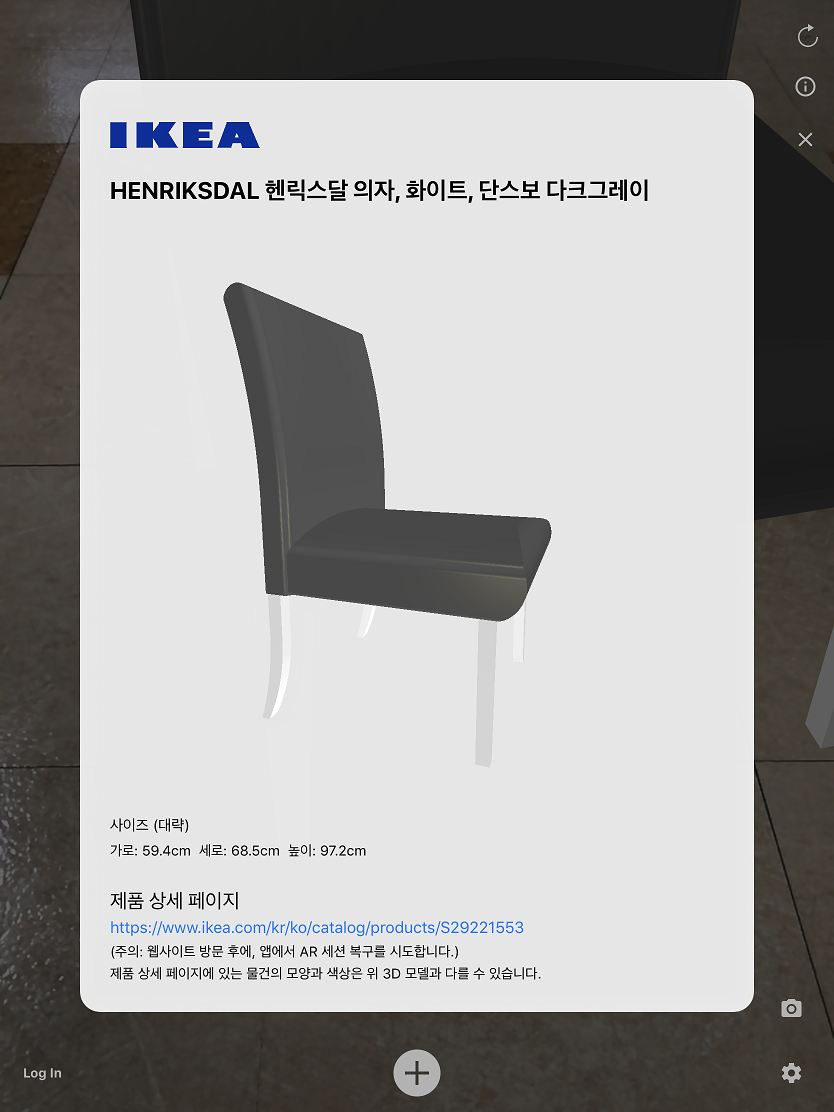 IKEA
HENRIKSDAL 헨릭스달 의자, 화이트, 단스보 다크그레이
사이즈 (대략)
가로: 59.4cm 세로: 68.5cm 높이: 97.2cm
제품 상세 페이지
https://www.ikea.com/kr/ko/catalog/products/S29221553
(주의: 웹사이트 방문 후에, 앱에서 AR 세션 복구를 시도합니다.)
제품 상세 페이지에 있는 물건의 모양과 색상은 위 3D 모델과 다를 수 있습니다.
Log In